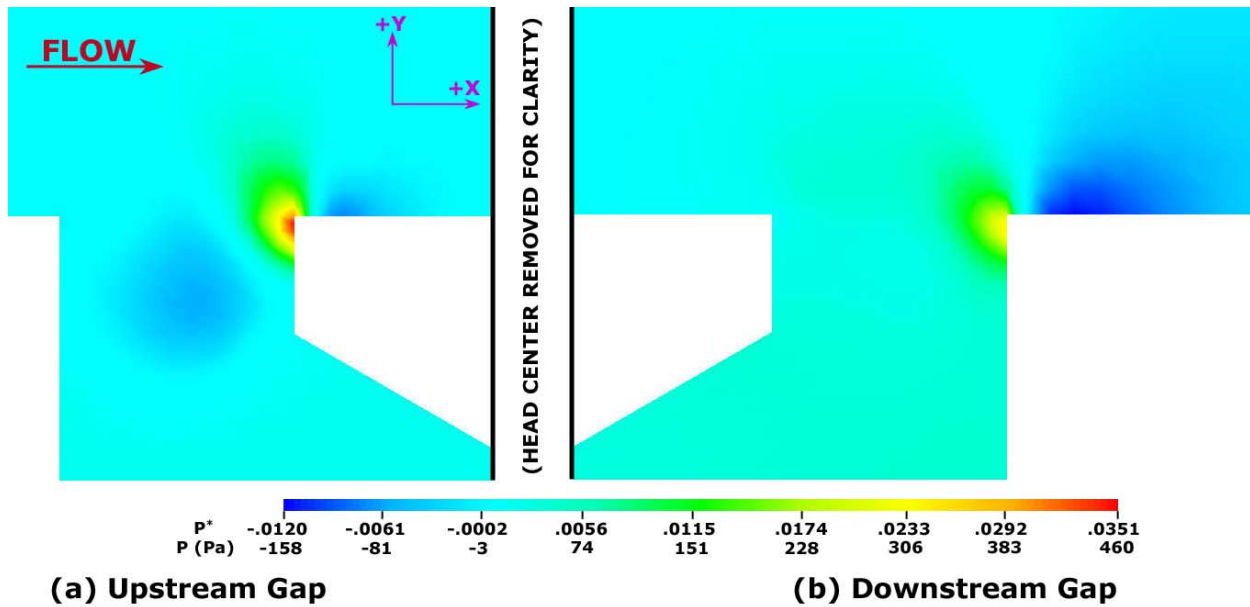 FLOW
+Y
+X
(HEAD CENTER REMOVED FOR CLARITY)
P* -.0120 -.0061 -.0002 .0056 .0115 .0174 .0233 .0292 .0351
P (Pa) -158 -81 -3 74 151 228 306 383 460
(a) Upstream Gap (b) Downstream Gap